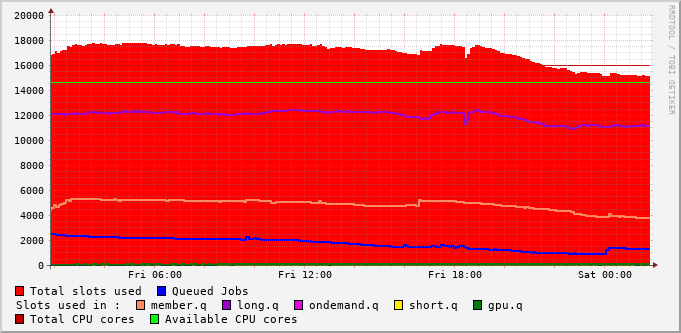 RRDTOOL / TOBI OETIKER
20000
18000
16000
14000
12000
10000
8000
6000
4000
2000
0
Fri 06:00 Fri 12:00 Fri 18:00 Sat 00:00
Total slots used Queued Jobs
Slots used in : member.q long.q ondemand.q short.q gpu.q
Total CPU cores Available CPU cores